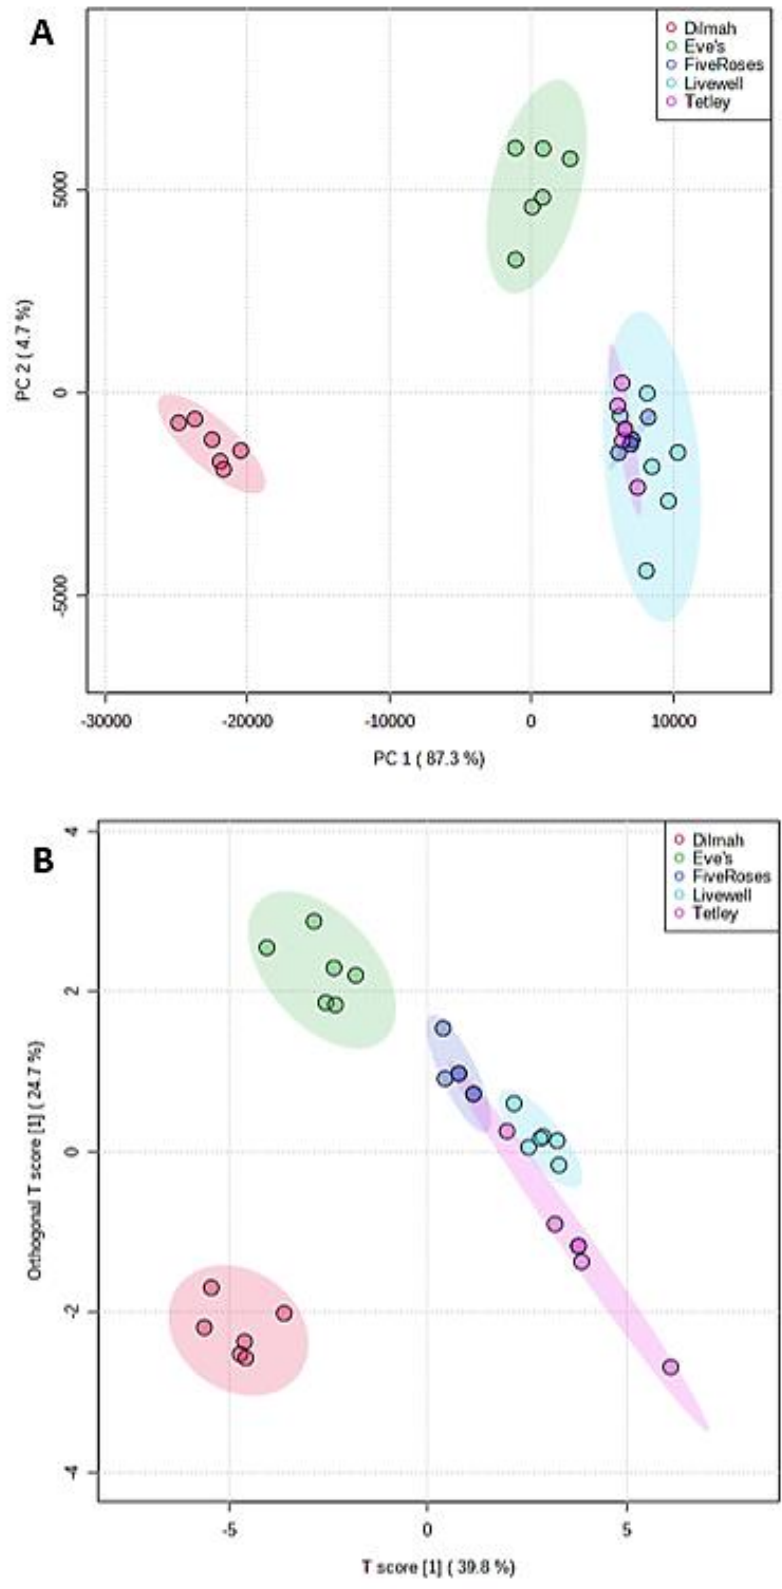 A
Dilmah
Eve's
FiveRoses
Livewell
Tetley
5000
0
-5000
PC 2 ( 4.7 %)
-30000 -20000 -10000 0 10000
PC 1 ( 87.3 %)
B
Dilmah
Eve's
FiveRoses
Livewell
Tetley
4
2
0
-2
-4
Orthogonal T score [1] ( 24.7 %)
-5 0 5
T score [1] ( 39.8 %)